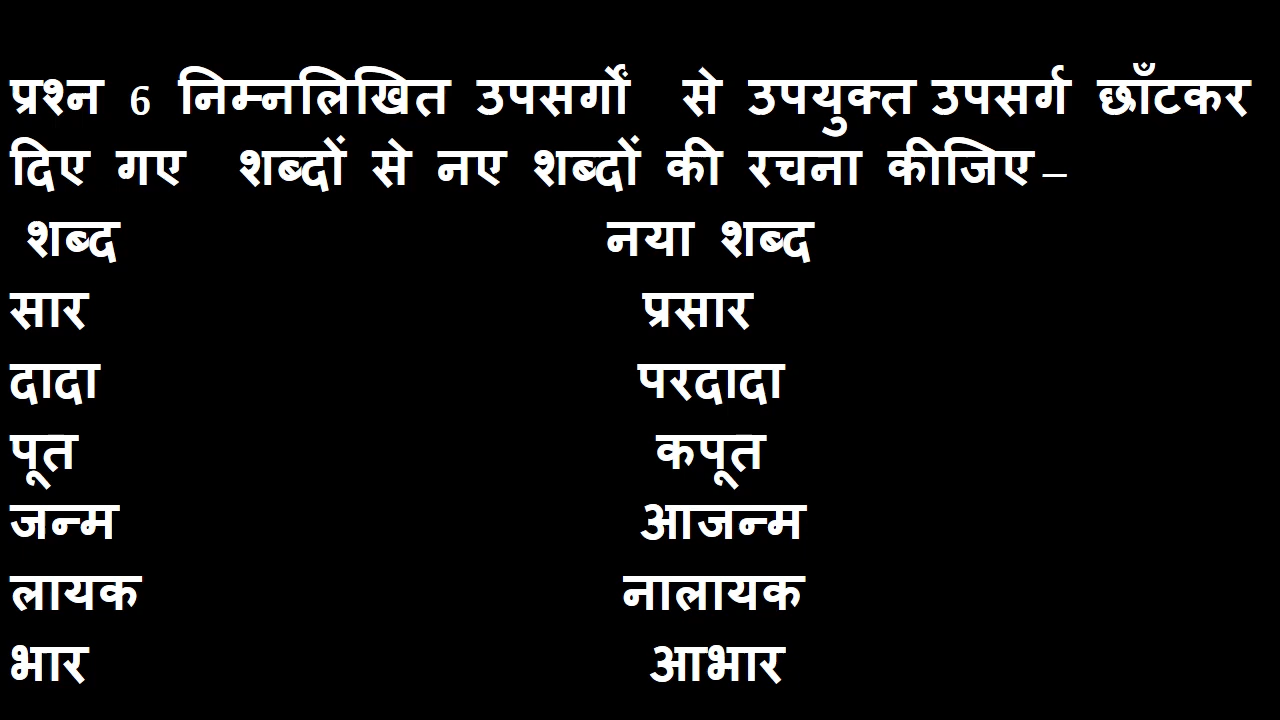 प्रश्न 6 निम्नलिखित उपसर्गों से उपयुक्त उपसर्ग छाँटकर
दिए गए शब्दों से नए शब्दों की रचना कीजिए –
शब्द नया शब्द
सार प्रसार
दादा परदादा
पूत कपूत
जन्म आजन्म
लायक नालायक
भार आभार